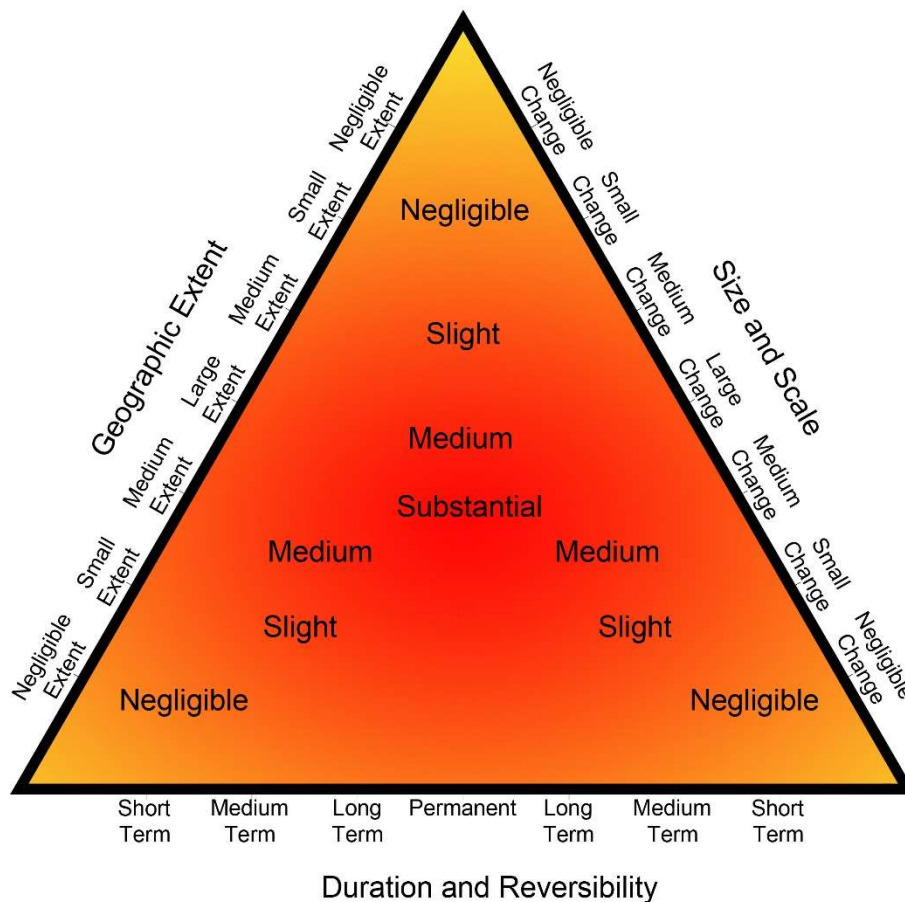 Negligible
Extent
Small
Extent
Medium
Extent
Large
Extent
Medium
Extent
Small
Extent
Negligible
Extent
Geographic Extent
Negligible
Change
Small
Change
Medium
Change
Large
Change
Medium
Change
Small
Change
Negligible
Change
Size and Scale
Negligible
Slight
Medium
Substantial
Medium
Medium
Slight
Slight
Negligible
Negligible
Short
Term
Medium
Term
Long
Term
Permanent
Long
Term
Medium
Term
Short
Term
Duration and Reversibility